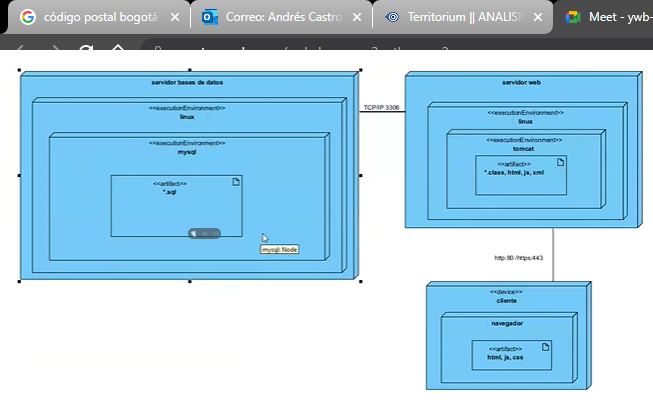 código postal bogotá
Correo: Andrés Castro
Territorium || ANALISIS
Meet - ywb-
servidor bases de datos
<<executionEnvironment>>
linux
<<executionEnvironment>>
mysql
<<artifact>>
*.sql
mysql: Node
TCP/IP 3306
servidor web
<<executionEnvironment>>
linux
<<executionEnvironment>>
tomcat
<<artifact>>
*.class, html, js, xml
http:80 /https:443
<<device>>
cliente
navegador
<<artifact>>
html, js, css